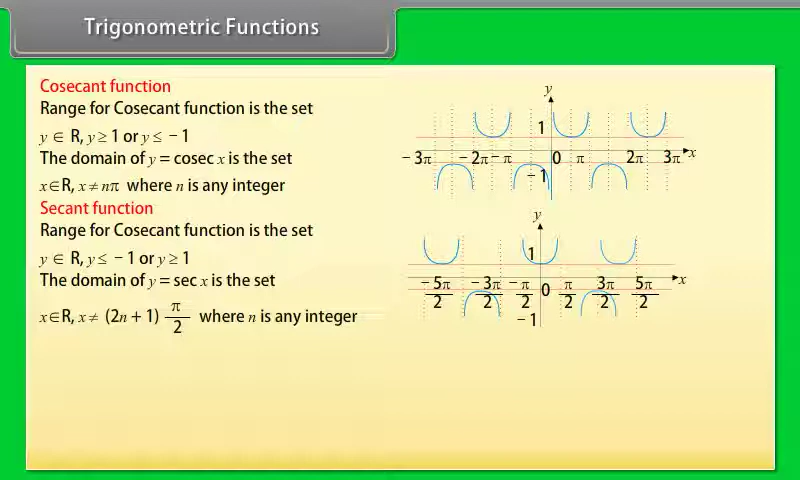 Trigonometric Functions
Cosecant function
Range for Cosecant function is the set
y ∈ R, y ≥ 1 or y ≤ − 1
The domain of y = cosec x is the set
x ∈ R, x ≠ nπ where n is any integer
Secant function
Range for Cosecant function is the set
y ∈ R, y ≤ − 1 or y ≥ 1
The domain of y = sec x is the set
x ∈ R, x ≠ (2n + 1) π/2 where n is any integer
y
1
− 3π − 2π − π 0 π 2π 3π x
− 1
y
1
− 5π/2 − 3π/2 − π/2 0 π/2 3π/2 5π/2 x
− 1